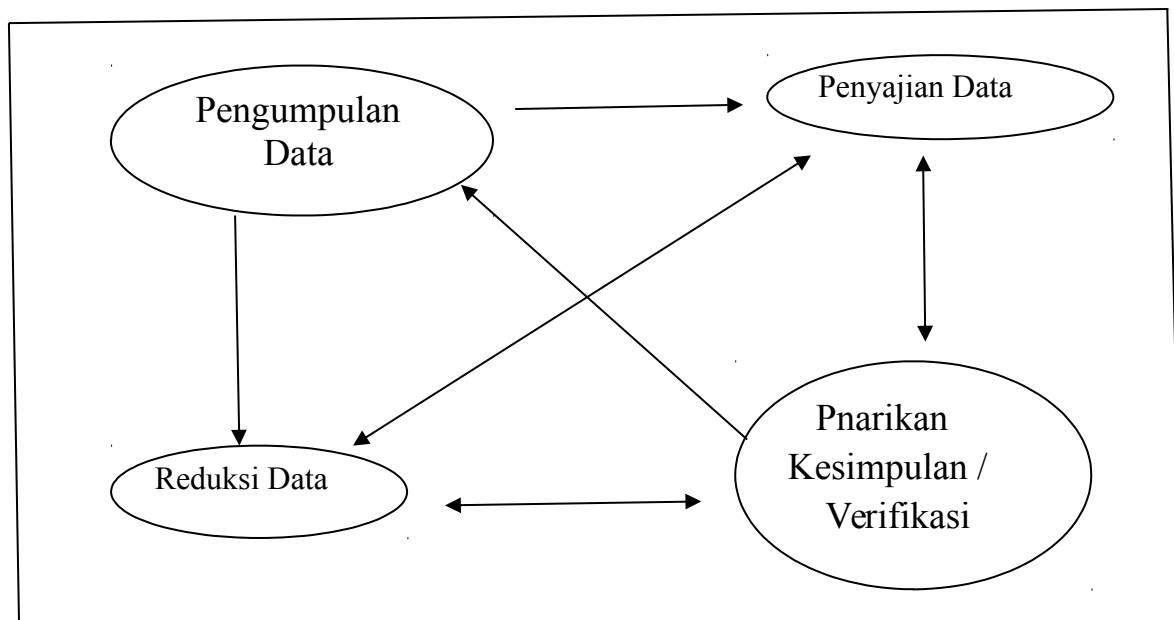 Pengumpulan
Data
Penyajian Data
Reduksi Data
Pnarikan
Kesimpulan /
Verifikasi